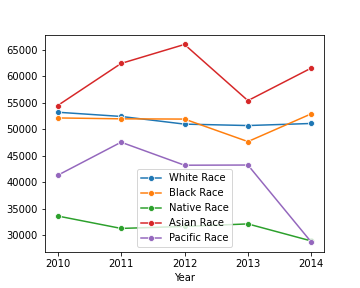 65000
60000
55000
50000
45000
40000
35000
30000
White Race
Black Race
Native Race
Asian Race
Pacific Race
2010 2011 2012 2013 2014
Year